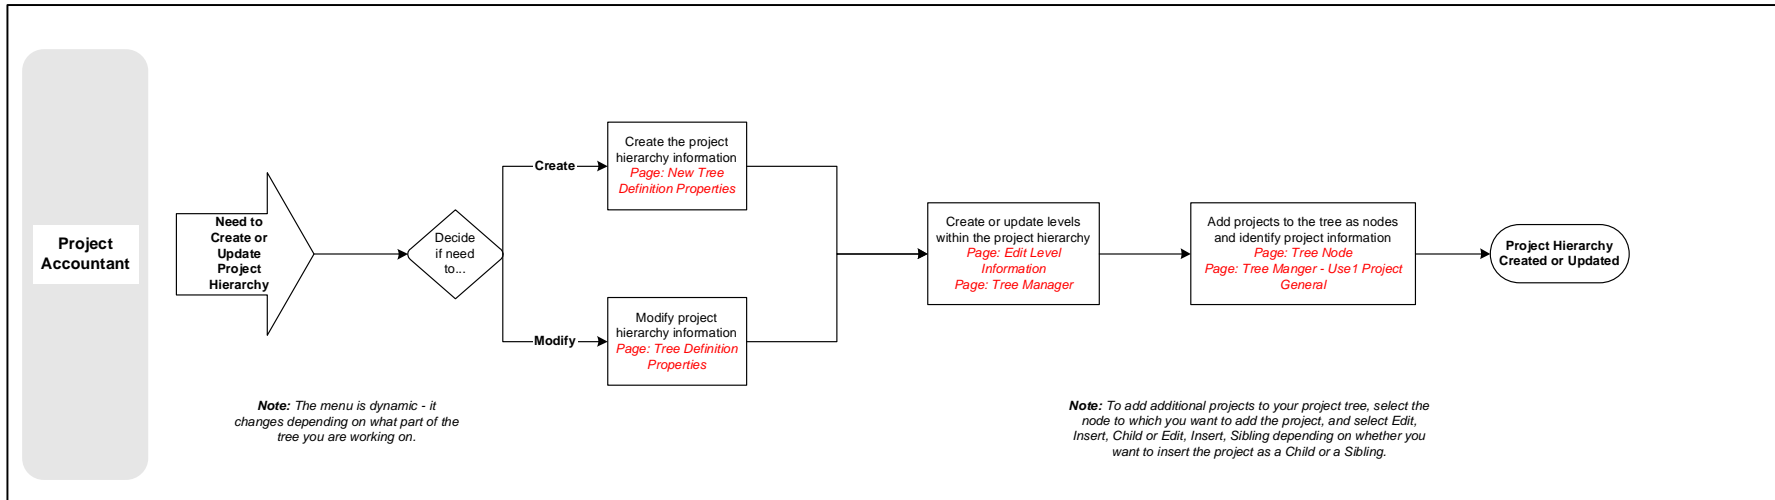 Project
Accountant
Need to
Create or
Update
Project
Hierarchy
Decide
if need
to...
Create
Create the project
hierarchy information
Page: New Tree
Definition Properties
Modify
Modify project
hierarchy information
Page: Tree Definition
Properties
Create or update levels
within the project hierarchy
Page: Edit Level
Information
Page: Tree Manager
Add projects to the tree as nodes
and identify project information
Page: Tree Node
Page: Tree Manger - Use1 Project
General
Project Hierarchy
Created or Updated
Note: The menu is dynamic - it
changes depending on what part of the
tree you are working on.
Note: To add additional projects to your project tree, select the
node to which you want to add the project, and select Edit,
Insert, Child or Edit, Insert, Sibling depending on whether you
want to insert the project as a Child or a Sibling.